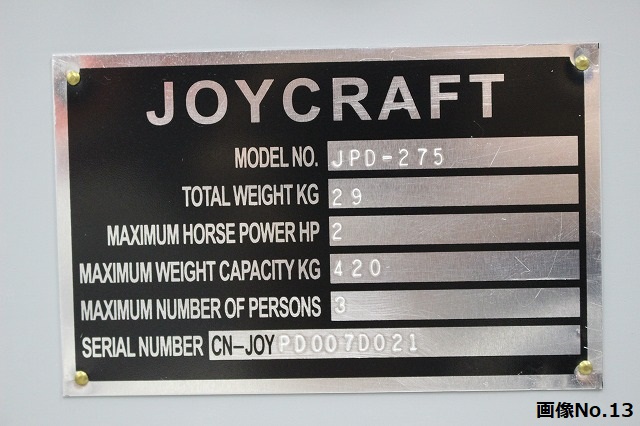 JOYCRAFT
MODEL NO. JPD-275
TOTAL WEIGHT KG 29
MAXIMUM HORSE POWER HP 2
MAXIMUM WEIGHT CAPACITY KG 420
MAXIMUM NUMBER OF PERSONS 3
SERIAL NUMBER CN-JOYPD007D021
画像No.13